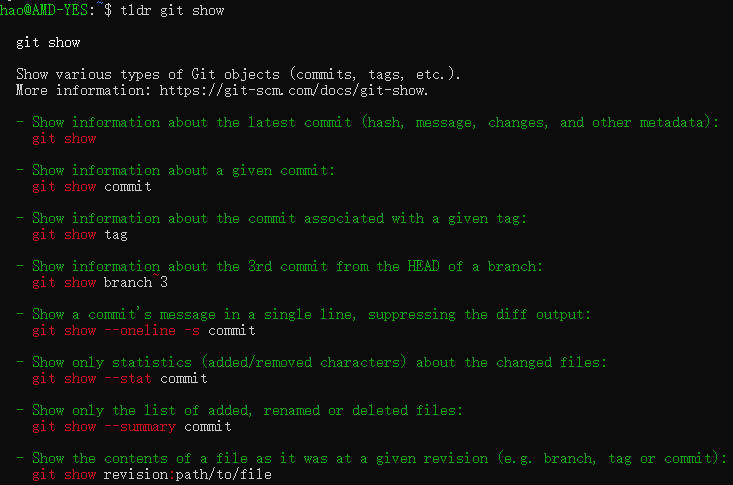 hao@AMD-YES:~$ tldr git show
git show
Show various types of Git objects (commits, tags, etc.).
More information: https://git-scm.com/docs/git-show.
- Show information about the latest commit (hash, message, changes, and other metadata):
git show
- Show information about a given commit:
git show commit
- Show information about the commit associated with a given tag:
git show tag
- Show information about the 3rd commit from the HEAD of a branch:
git show branch~3
- Show a commit's message in a single line, suppressing the diff output:
git show --oneline -s commit
- Show only statistics (added/removed characters) about the changed files:
git show --stat commit
- Show only the list of added, renamed or deleted files:
git show --summary commit
- Show the contents of a file as it was at a given revision (e.g. branch, tag or commit):
git show revision:path/to/file